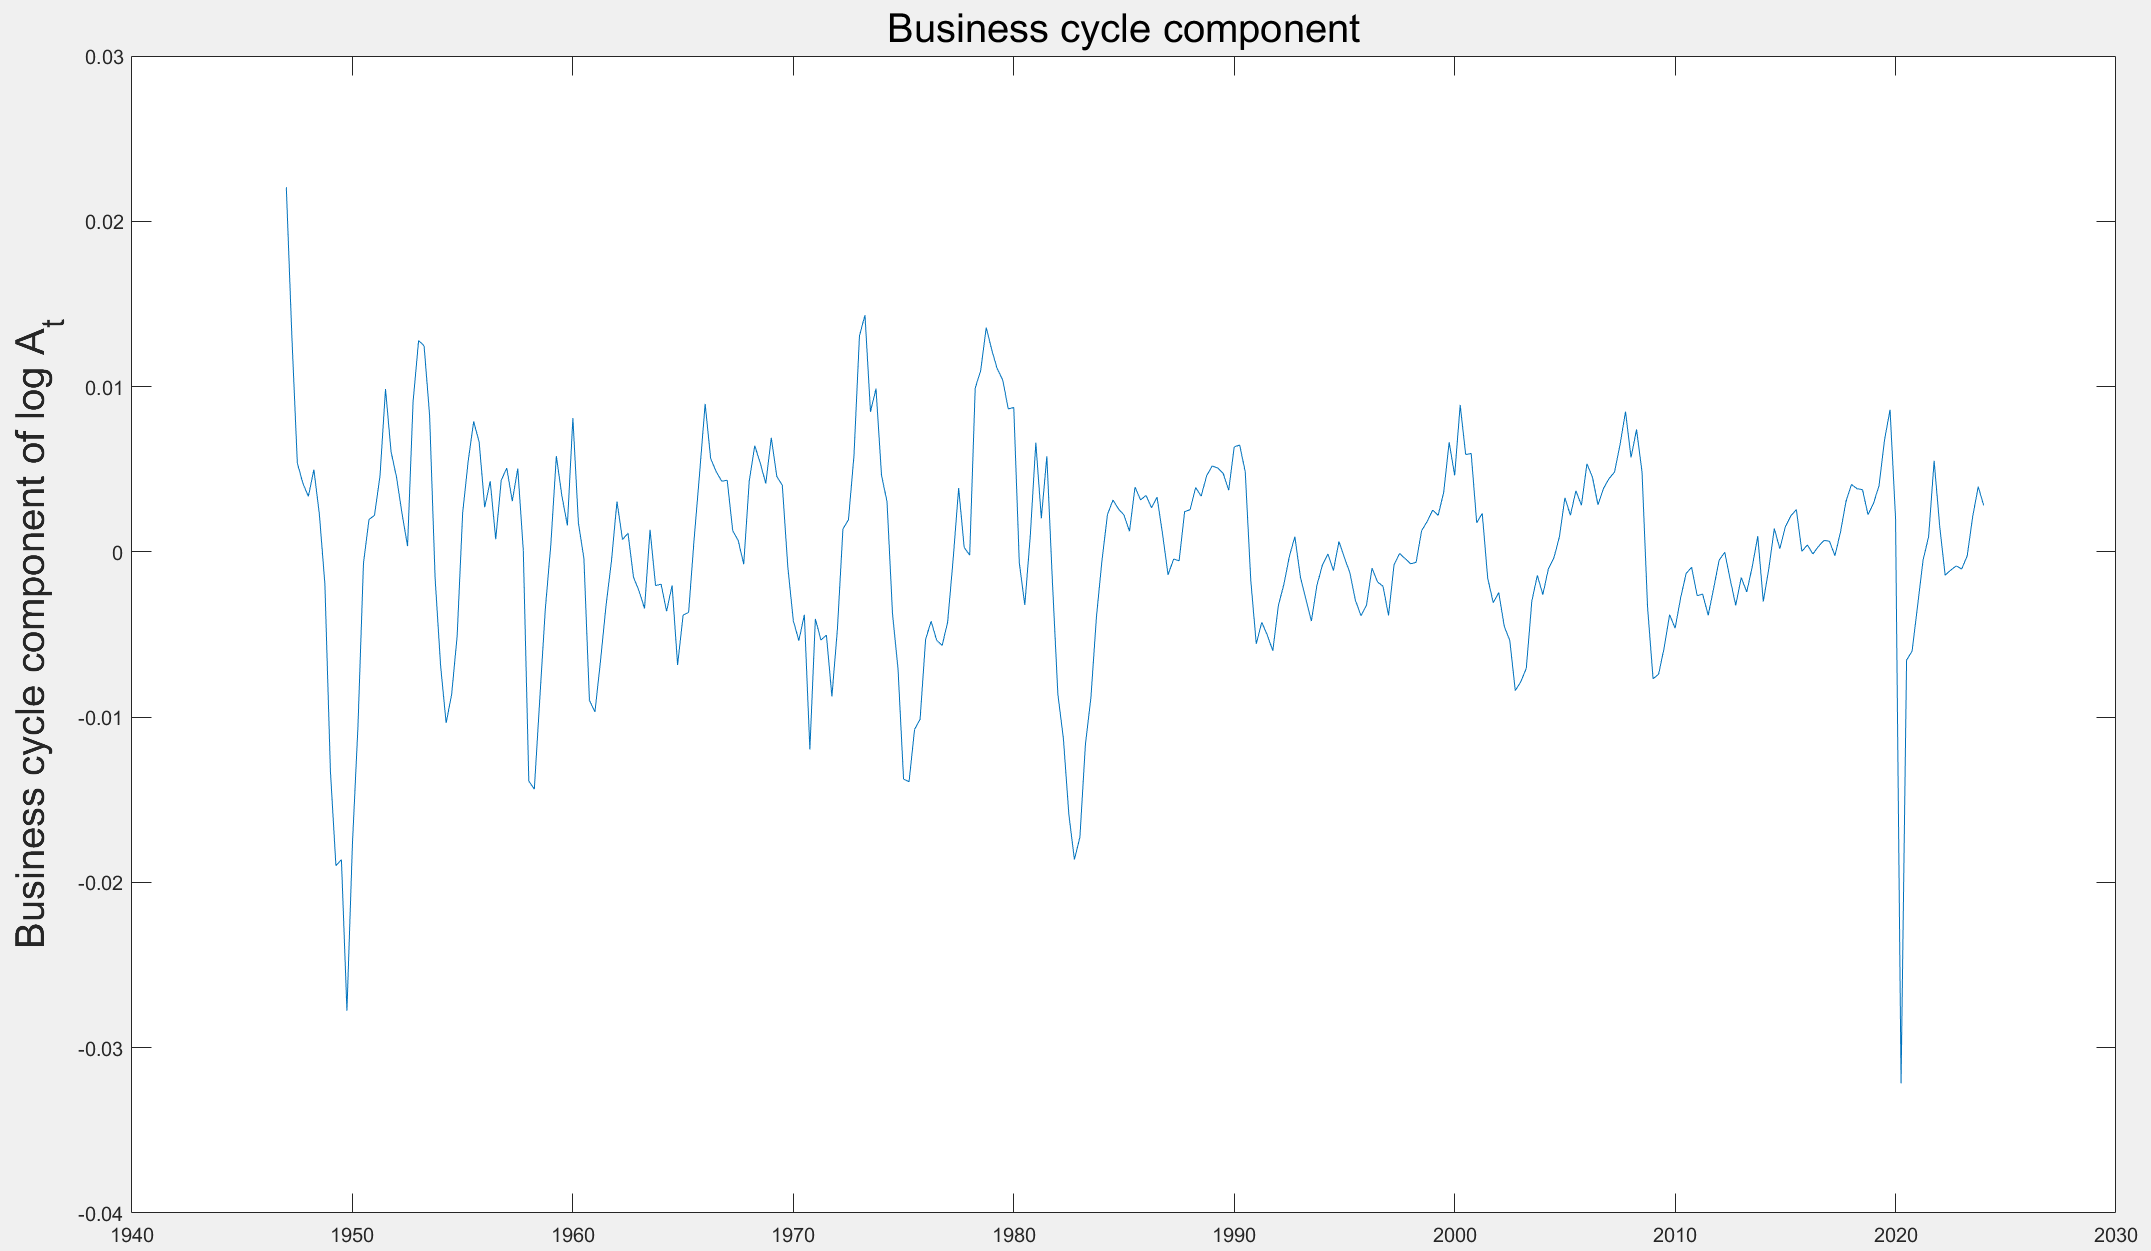 Business cycle component
Business cycle component of log A_t
0.03
0.02
0.01
0
-0.01
-0.02
-0.03
-0.04
1940 1950 1960 1970 1980 1990 2000 2010 2020 2030